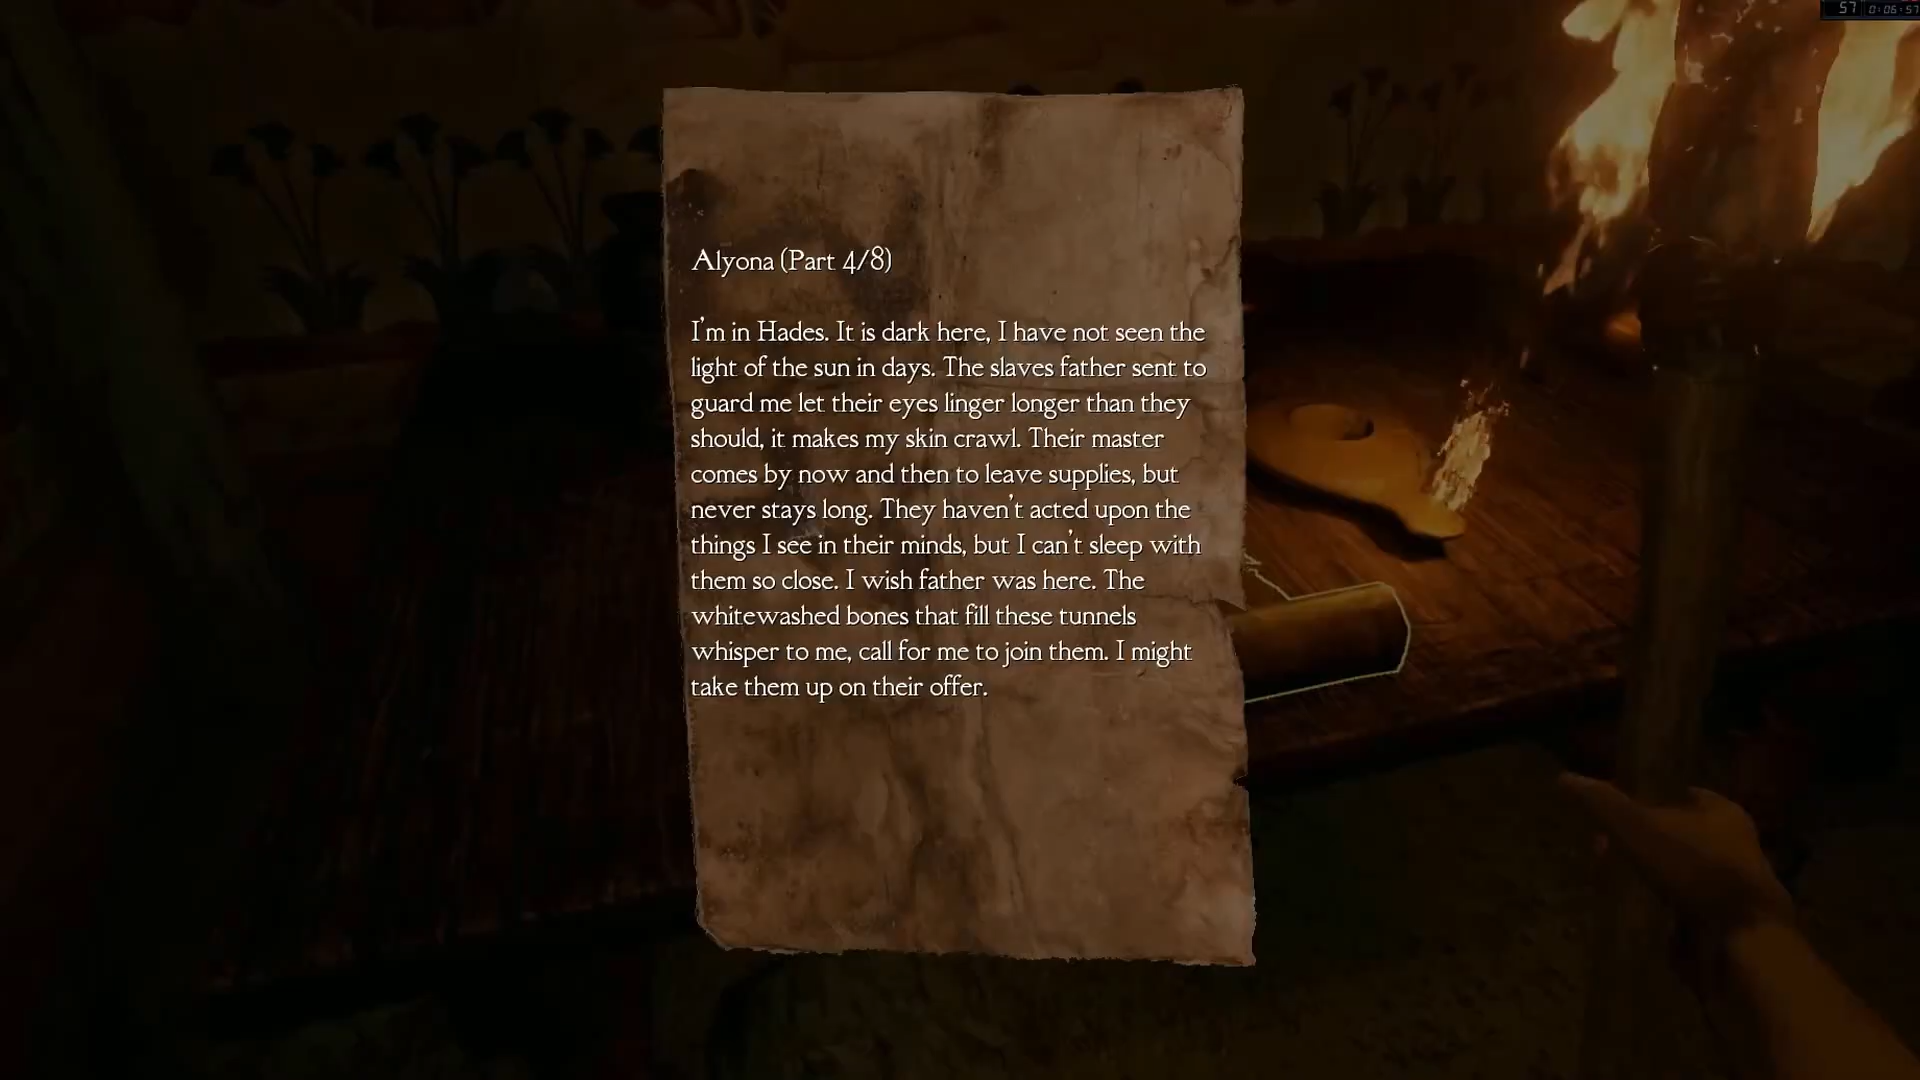 57 0:06:57
Alyona (Part 4/8)
I'm in Hades. It is dark here, I have not seen the
light of the sun in days. The slaves father sent to
guard me let their eyes linger longer than they
should, it makes my skin crawl. Their master
comes by now and then to leave supplies, but
never stays long. They haven't acted upon the
things I see in their minds, but I can't sleep with
them so close. I wish father was here. The
whitewashed bones that fill these tunnels
whisper to me, call for me to join them. I might
take them up on their offer.